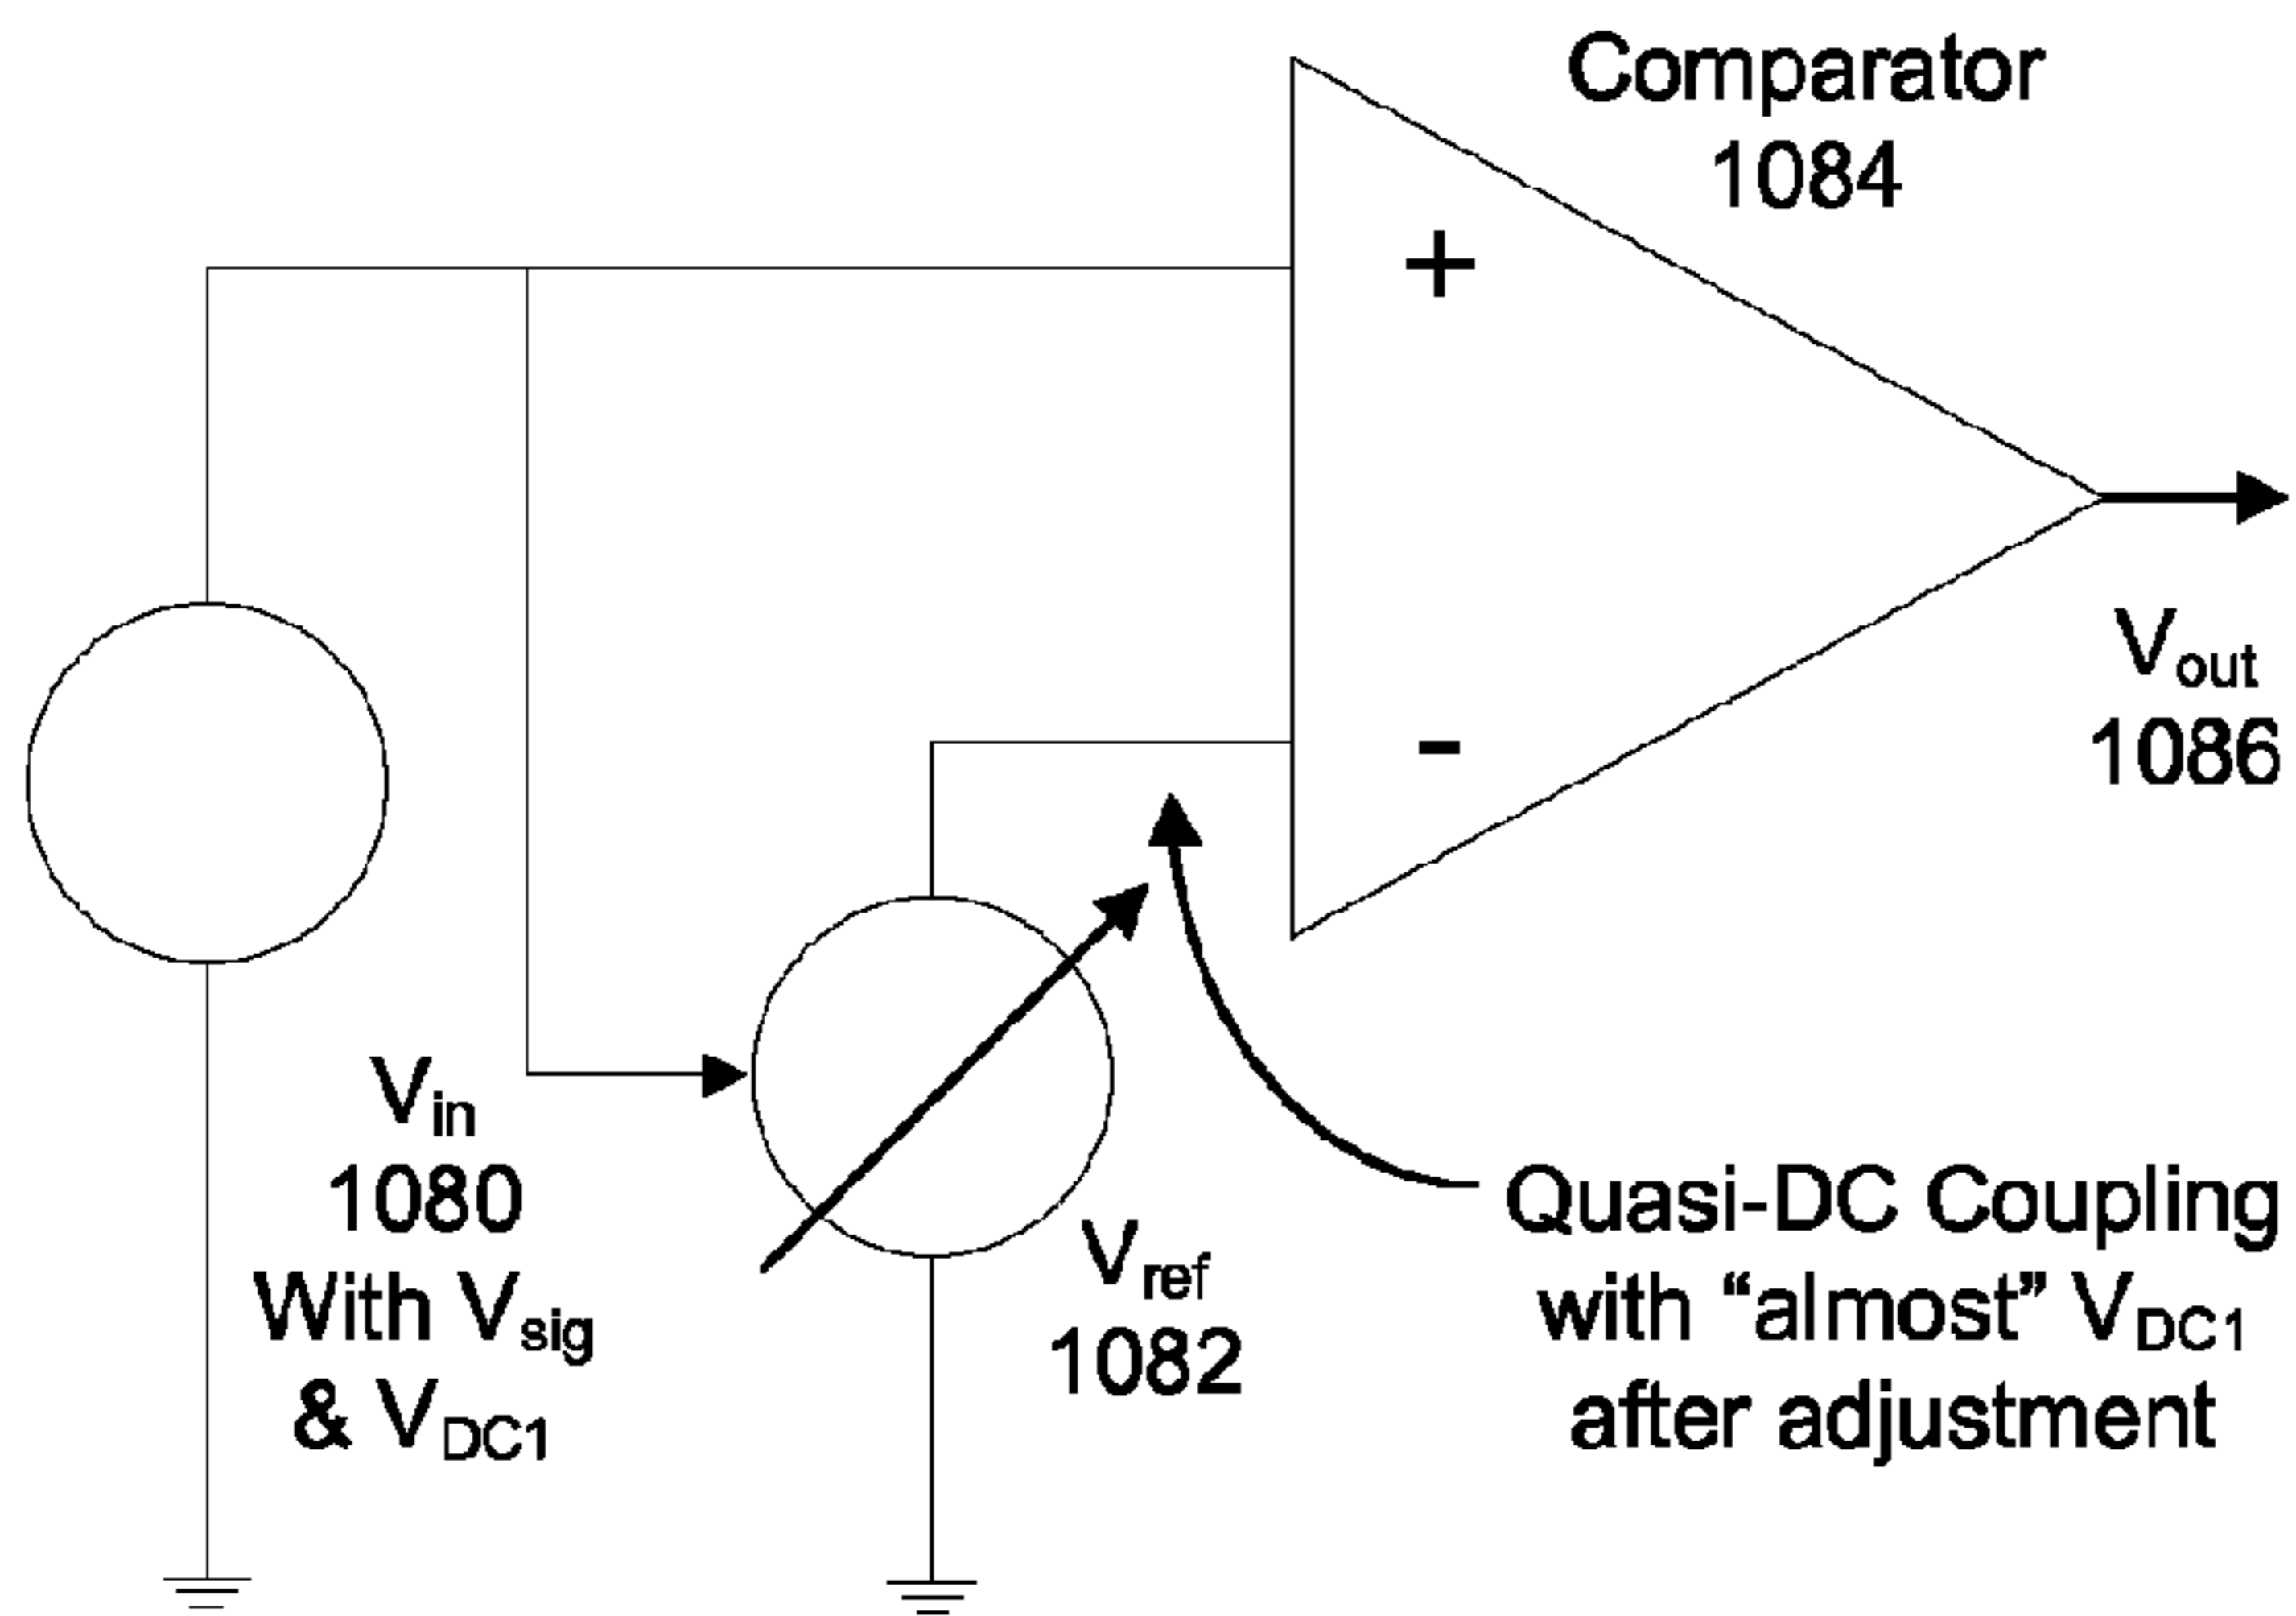 Comparator
1084
+
-
Vout
1086
Vin
1080
With Vsig
& VDC1
Vref
1082
Quasi-DC Coupling
with “almost” VDC1
after adjustment